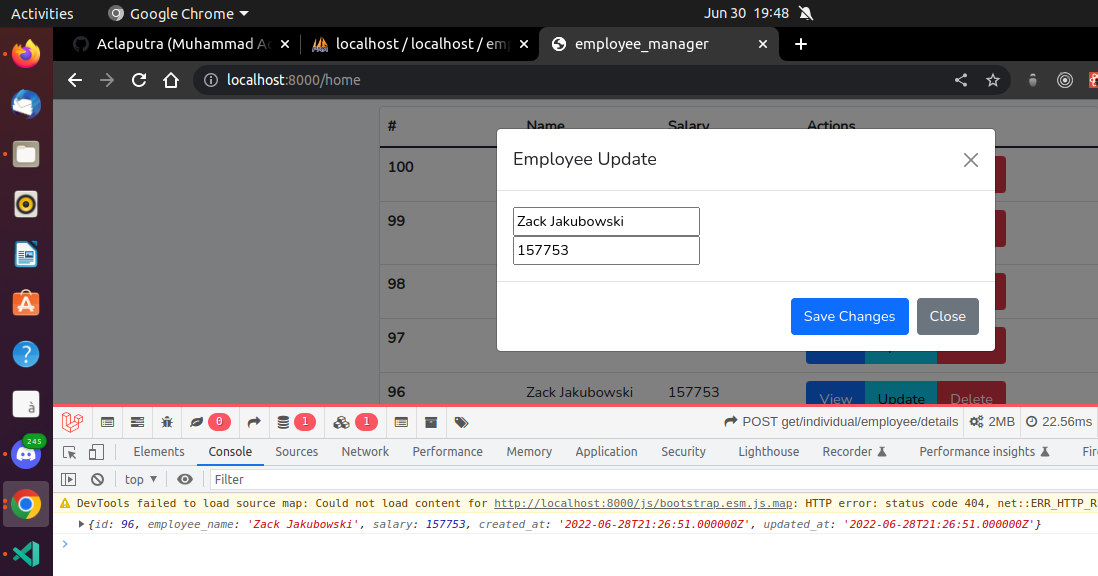 Activities Google Chrome Jun 30 19:48
Aclaputra (Muhammad Ac localhost / localhost / emp employee_manager
localhost:8000/home
# Name Salary Actions
Employee Update
100
Zack Jakubowski
99
157753
98
Save Changes Close
97
96 Zack Jakubowski 157753 View Update Delete
0 1 1 POST get/individual/employee/details 2MB 22.56ms
245
Elements Console Sources Network Performance Memory Application Security Lighthouse Recorder Performance insights Fir
top Filter
DevTools failed to load source map: Could not load content for http://localhost:8000/js/bootstrap.esm.js.map: HTTP error: status code 404, net::ERR_HTTP_R
{id: 96, employee_name: 'Zack Jakubowski', salary: 157753, created_at: '2022-06-28T21:26:51.000000Z', updated_at: '2022-06-28T21:26:51.000000Z'}